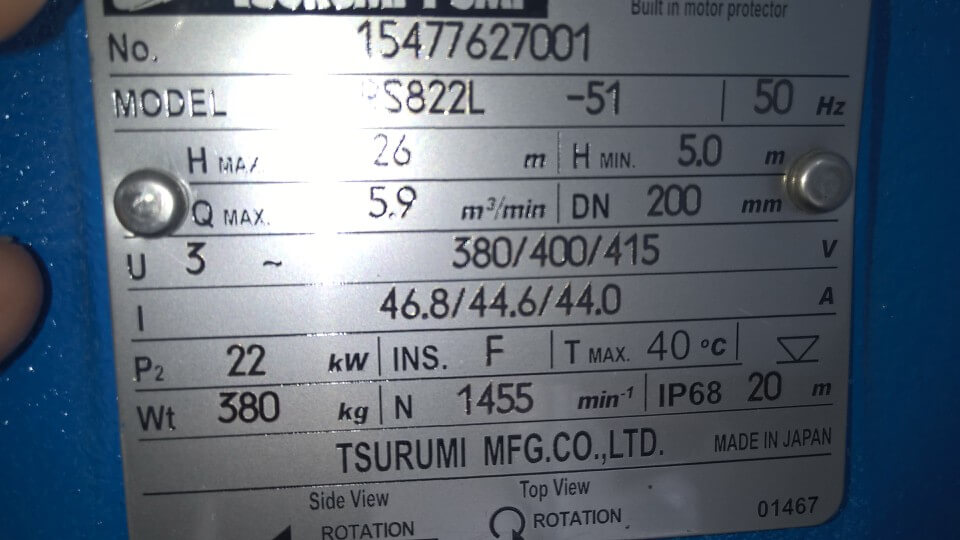 TSURUMI PUMP
Built in motor protector
No. 15477627001
MODEL S822L -51 50 Hz
H MAX. 26 m H MIN. 5.0 m
Q MAX. 5.9 m³/min DN 200 mm
U 3 ~ 380/400/415 V
I 46.8/44.6/44.0 A
P2 22 kW INS. F T MAX. 40 °C
Wt 380 kg N 1455 min-1 IP68 20 m
TSURUMI MFG.CO.,LTD. MADE IN JAPAN
Side View Top View
ROTATION ROTATION
01467